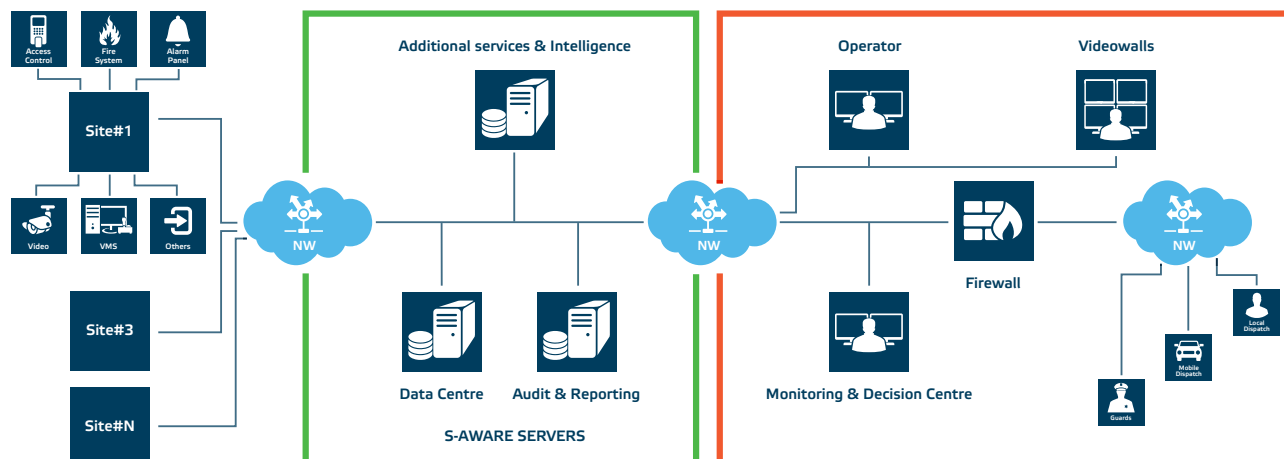 Access
Control
Fire
System
Alarm
Panel
Site#1
Video
VMS
Others
Site#3
Site#N
NW
Additional services & Intelligence
Data Centre
Audit & Reporting
S-AWARE SERVERS
NW
Operator
Videowalls
Firewall
Monitoring & Decision Centre
NW
Local
Dispatch
Mobile
Dispatch
Guards